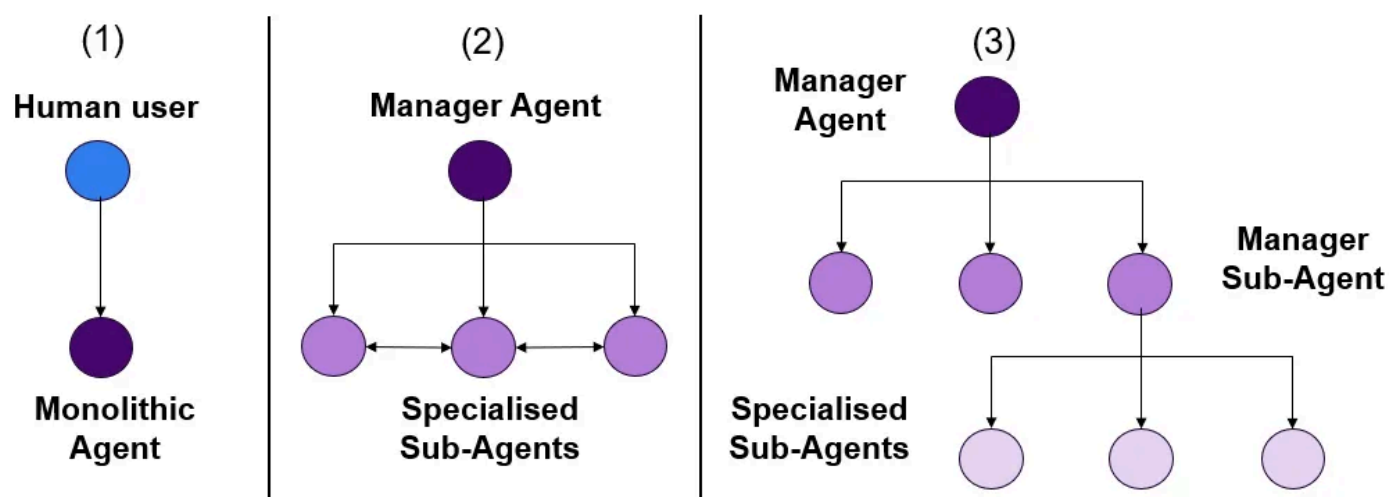 (1)
Human user
Monolithic
Agent
(2)
Manager Agent
Specialised
Sub-Agents
(3)
Manager
Agent
Manager
Sub-Agent
Specialised
Sub-Agents